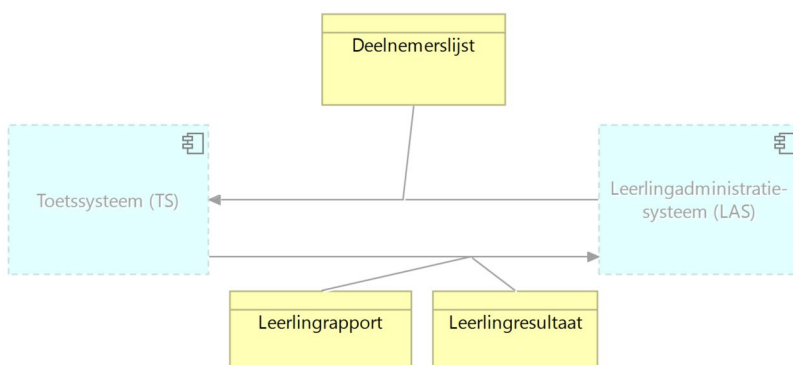 Deelnemerslijst
Toetssysteem (TS)
Leerlingadministratie-
systeem (LAS)
Leerlingrapport
Leerlingresultaat